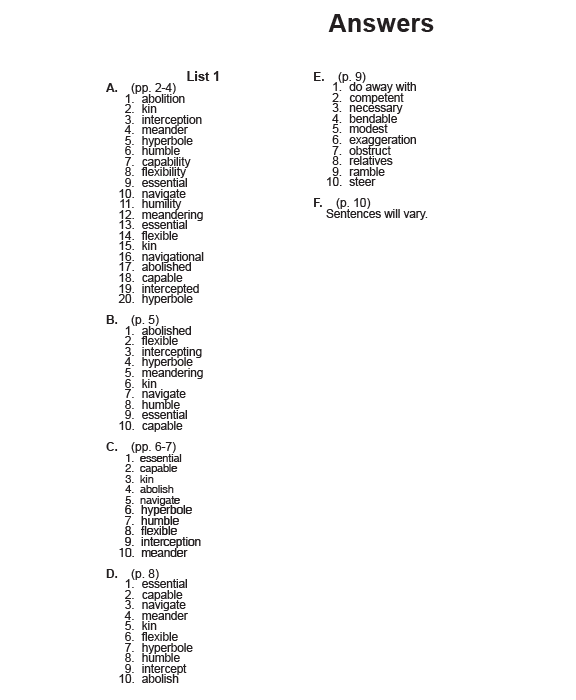 Answers
List 1
A. (pp. 2-4)
1. abolition
2. kin
3. interception
4. meander
5. hyperbole
6. humble
7. capability
8. flexibility
9. essential
10. navigate
11. humility
12. meandering
13. essential
14. flexible
15. kin
16. navigational
17. abolished
18. capable
19. intercepted
20. hyperbole
B. (p. 5)
1. abolished
2. flexible
3. intercepting
4. hyperbole
5. meandering
6. kin
7. navigate
8. humble
9. essential
10. capable
C. (pp. 6-7)
1. essential
2. capable
3. kin
4. abolish
5. navigate
6. hyperbole
7. humble
8. flexible
9. interception
10. meander
D. (p. 8)
1. essential
2. capable
3. navigate
4. meander
5. kin
6. flexible
7. hyperbole
8. humble
9. intercept
10. abolish
E. (p. 9)
1. do away with
2. competent
3. necessary
4. bendable
5. modest
6. exaggeration
7. obstruct
8. relatives
9. ramble
10. steer
F. (p. 10)
Sentences will vary.